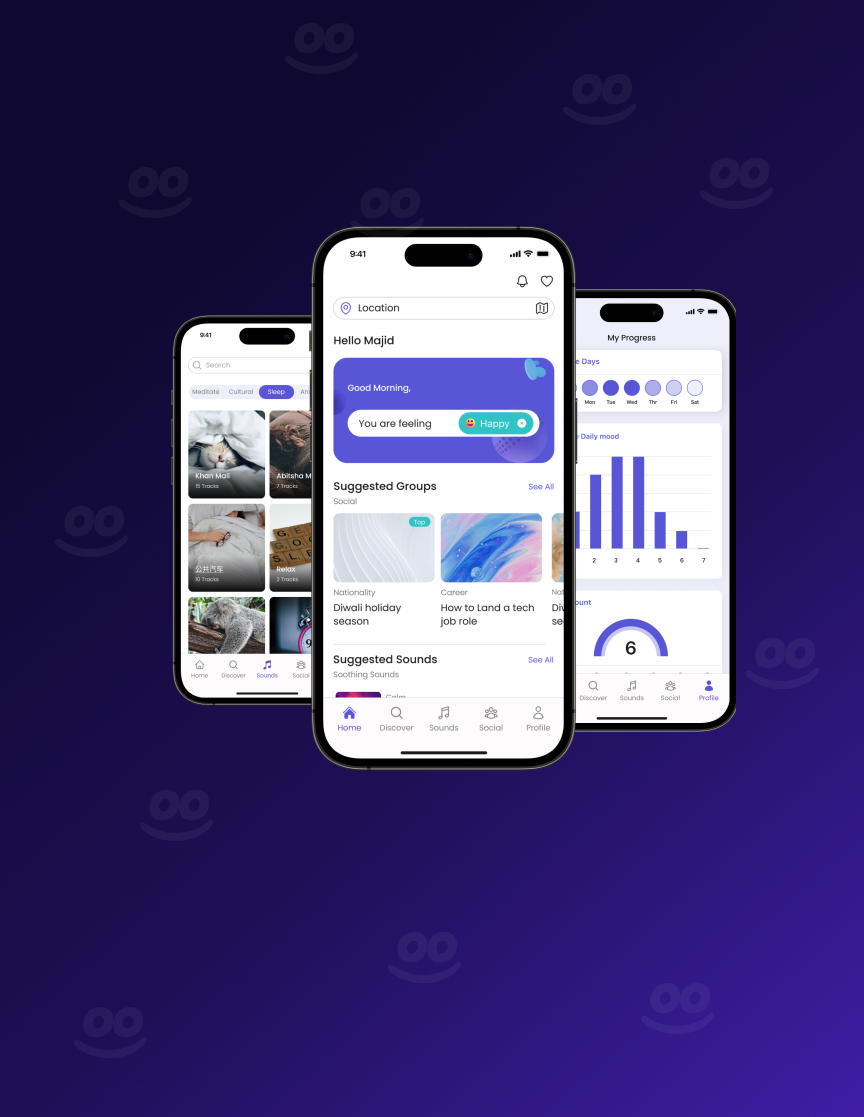 9:41
Search
Meditate Cultural Sleep
Khan Mall
15 Tracks
Abitsha M
7 Tracks
公共汽车
10 Tracks
Relax
2 Tracks
Home Discover Sounds Social
9:41
Location
Hello Majid
Good Morning,
You are feeling
Happy
Suggested Groups
See All
Social
Top
Nationality
Diwali holiday
season
Career
How to Land a tech
job role
Suggested Sounds
See All
Soothing Sounds
Calm
Home Discover Sounds Social Profile
My Progress
e Days
Mon Tue Wed Thr Fri Sat
e Daily mood
2 3 4 5 6 7
ount
6
Discover Sounds Social Profile